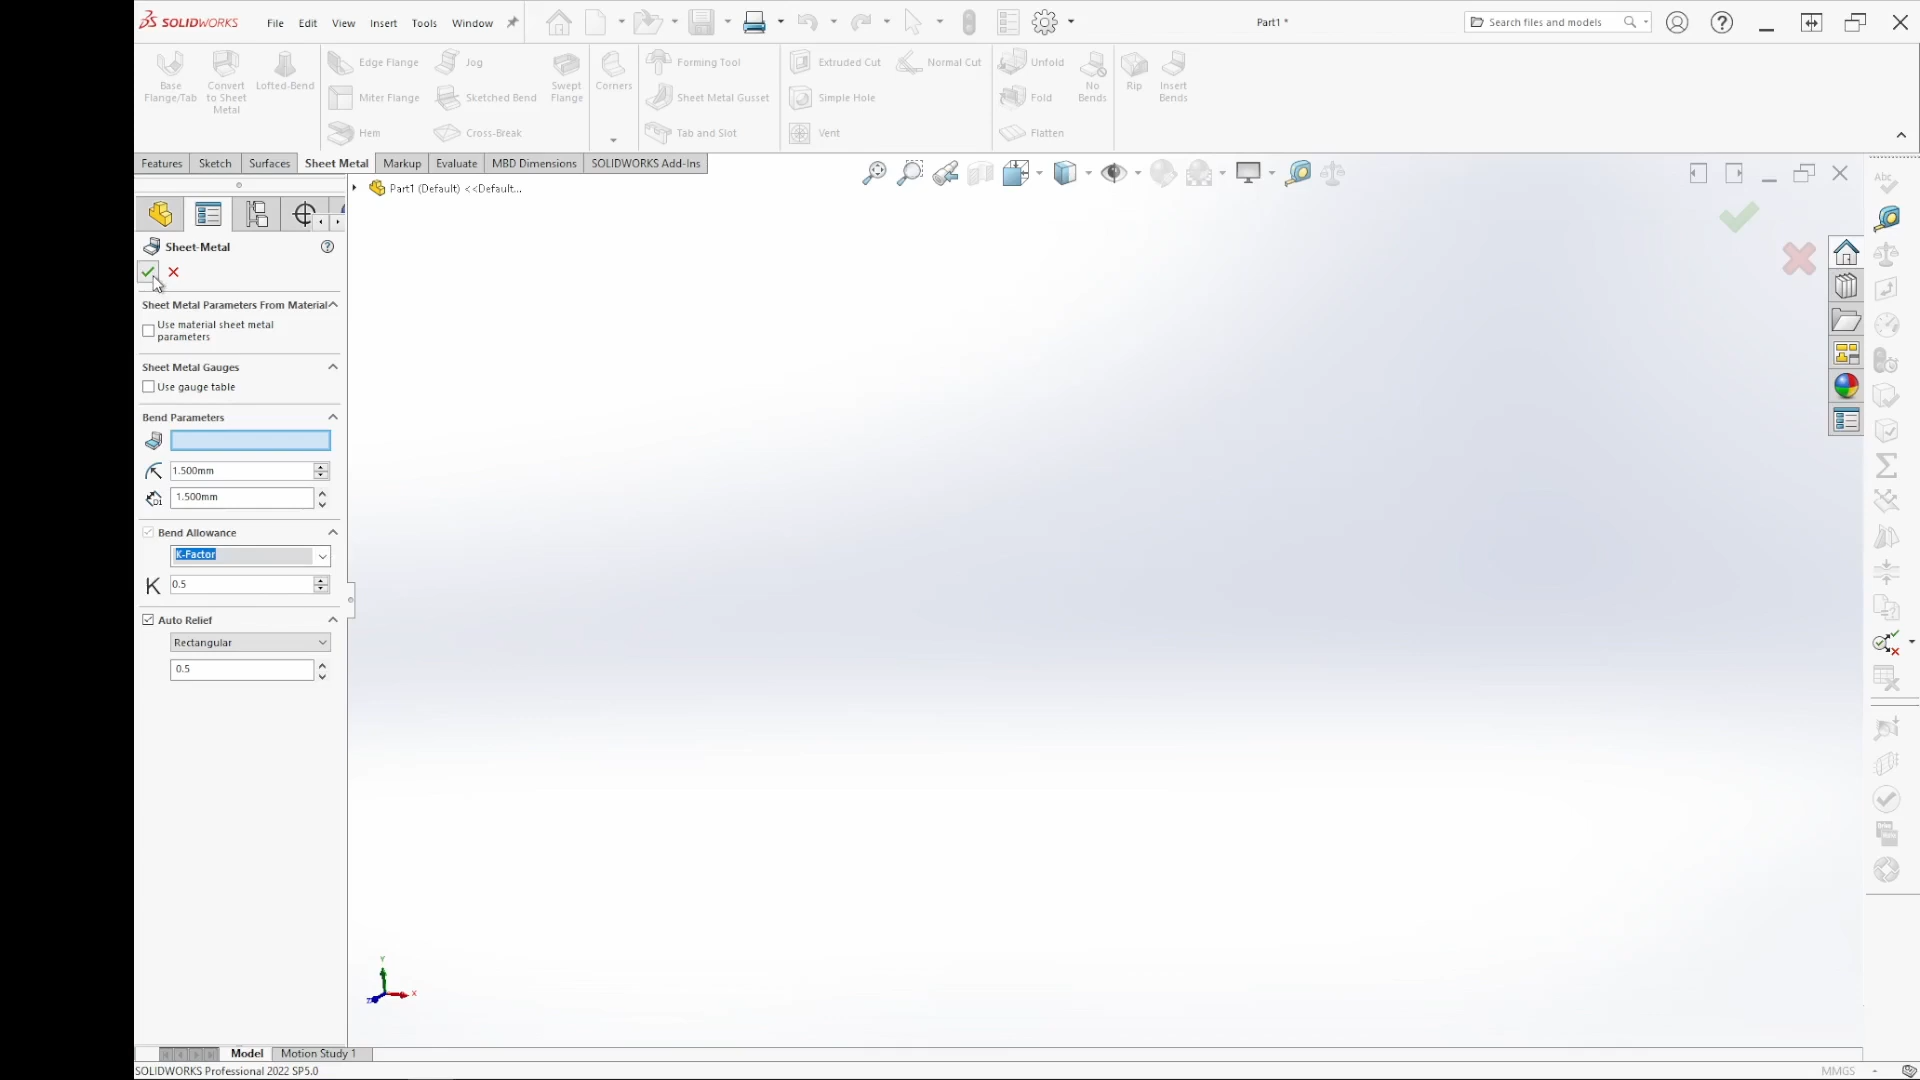 SOLIDWORKS File Edit View Insert Tools Window Part1 * Search files and models
Edge Flange Jog Forming Tool Extruded Cut Normal Cut Unfold
Base Flange/Tab Convert to Sheet Metal Lofted-Bend Swept Flange Corners No Bends Rip Insert Bends
Miter Flange Sketched Bend Sheet Metal Gusset Simple Hole Fold
Hem Cross-Break Tab and Slot Vent Flatten
Features Sketch Surfaces Sheet Metal Markup Evaluate MBD Dimensions SOLIDWORKS Add-Ins
Part1 (Default) <<Default...
Sheet-Metal
Sheet Metal Parameters From Material
Use material sheet metal
parameters
Sheet Metal Gauges
Use gauge table
Bend Parameters
1.500mm
1.500mm
Bend Allowance
K-Factor
K 0.5
Auto Relief
Rectangular
0.5
Y
X
Model Motion Study 1
SOLIDWORKS Professional 2022 SP5.0 MMGS